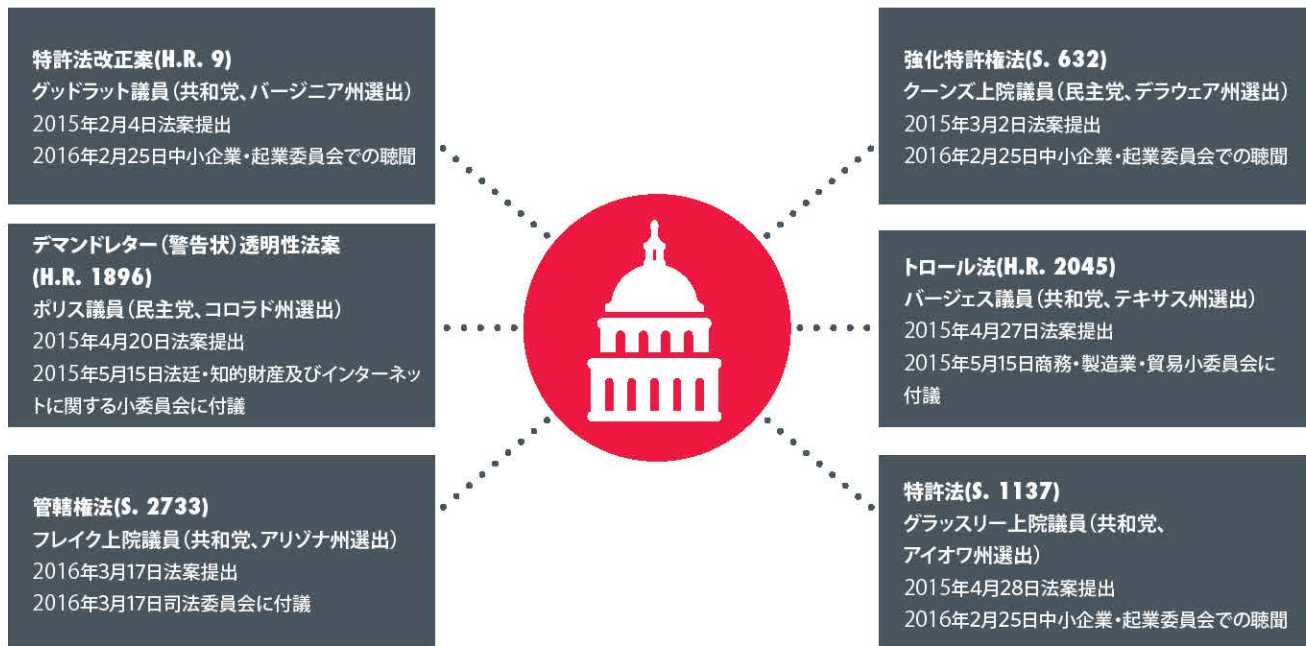 特許法改正案(H.R. 9)
グッドラット議員(共和党、バージニア州選出)
2015年2月4日法案提出
2016年2月25日中小企業・起業委員会での聴聞
デマンドレター(警告状)透明性法案
(H.R. 1896)
ポリス議員(民主党、コロラド州選出)
2015年4月20日法案提出
2015年5月15日法廷・知的財産及びインターネッ
トに関する小委員会に付議
管轄権法(S. 2733)
フレイク上院議員(共和党、アリゾナ州選出)
2016年3月17日法案提出
2016年3月17日司法委員会に付議
強化特許権法(S. 632)
クーンズ上院議員(民主党、デラウェア州選出)
2015年3月2日法案提出
2016年2月25日中小企業・起業委員会での聴聞
トロール法(H.R. 2045)
バージェス議員(共和党、テキサス州選出)
2015年4月27日法案提出
2015年5月15日商務・製造業・貿易小委員会に
付議
特許法(S. 1137)
グラッスリー上院議員(共和党、
アイオワ州選出)
2015年4月28日法案提出
2016年2月25日中小企業・起業委員会での聴聞